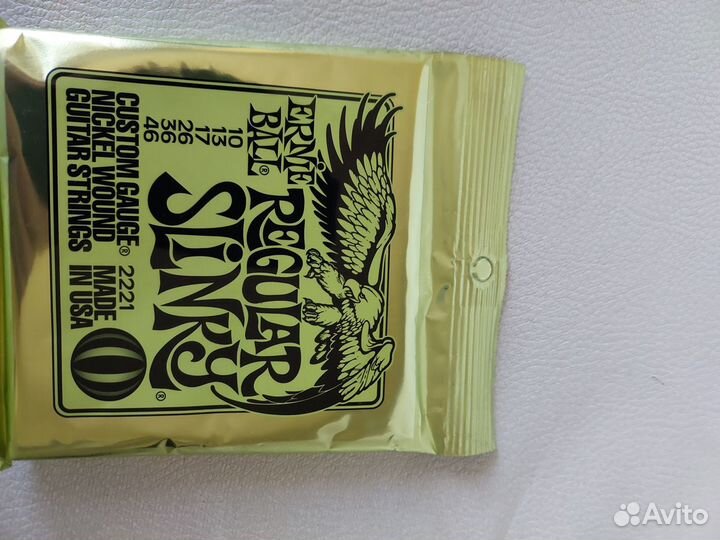 ERNIE
BALL®
REGULAR
SLINKY®
10
13
17
26
36
46
CUSTOM GAUGE® 2221
NICKEL WOUND MADE
GUITAR STRINGS IN USA
Avito